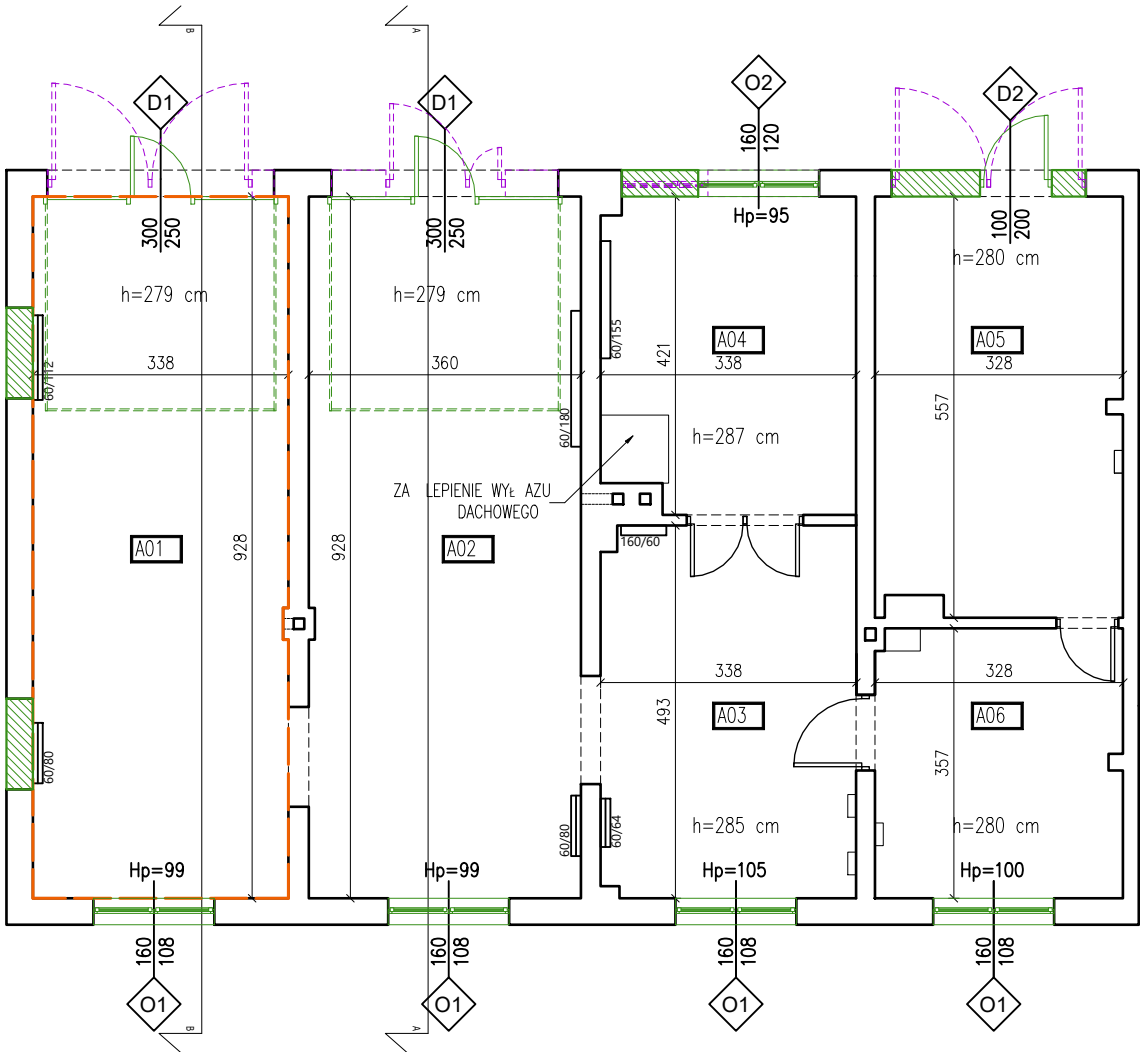 B
A
D1
D1
O2
D2
160
120
300
250
300
250
Hp=95
100
200
h=279 cm
h=279 cm
h=280 cm
60/112
338
360
60/180
60/155
421
A04
338
A05
328
557
h=287 cm
ZA LEPIENIE WYŁ AZU
DACHOWEGO
A01
928
928
A02
160/60
60/80
338
493
A03
328
A06
357
60/80
60/64
h=285 cm
h=280 cm
Hp=99
Hp=99
Hp=105
Hp=100
160
108
160
108
160
108
160
108
O1
O1
O1
O1
B
A